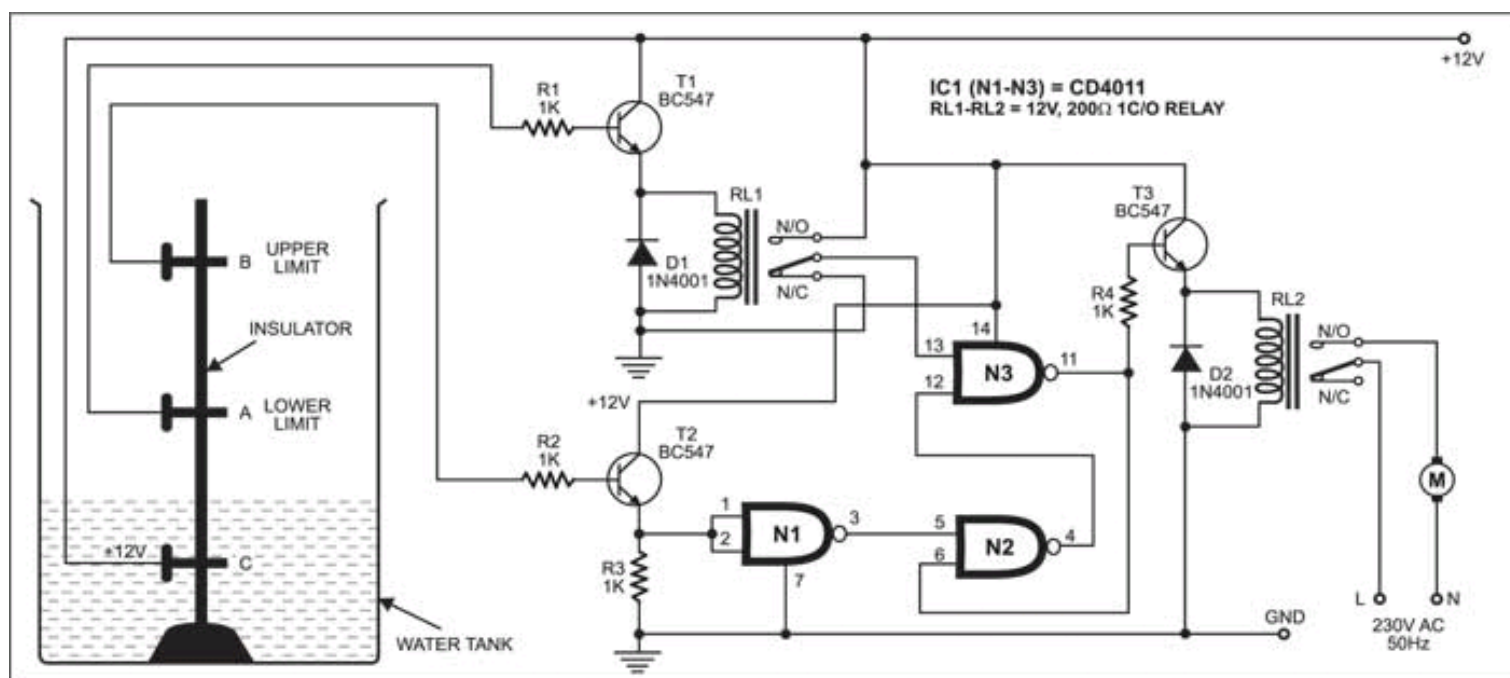 +12V
IC1 (N1-N3) = CD4011
RL1-RL2 = 12V, 200Ω 1C/O RELAY
R1
1K
T1
BC547
RL1
N/O
N/C
D1
1N4001
B
UPPER
LIMIT
INSULATOR
A
LOWER
LIMIT
+12V
C
WATER TANK
+12V
R2
1K
T2
BC547
R3
1K
1
2
N1
3
7
5
6
N2
4
13
12
14
N3
11
R4
1K
T3
BC547
RL2
N/O
N/C
D2
1N4001
M
GND
L
N
230V AC
50Hz